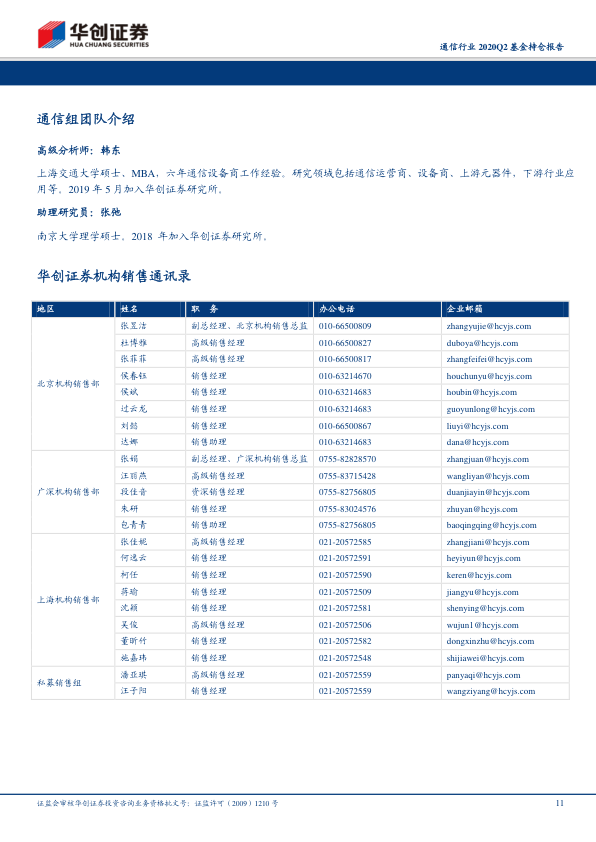 华创证券
HUA CHUANG SECURITIES
通信行业 2020Q2 基金持仓报告
通信组团队介绍
高级分析师：韩东
上海交通大学硕士、MBA，六年通信设备商工作经验。研究领域包括通信运营商、设备商、上游元器件、下游行业应
用等。2019 年 5 月加入华创证券研究所。
助理研究员：张弛
南京大学理学硕士。2018 年加入华创证券研究所。
华创证券机构销售通讯录
地区 姓名 职 务 办公电话 企业邮箱
北京机构销售部
张昱洁 副总经理、北京机构销售总监 010-66500809 zhangyujie@hcyjs.com
杜博雅 高级销售经理 010-66500827 duboya@hcyjs.com
张菲菲 高级销售经理 010-66500817 zhangfeifei@hcyjs.com
侯春钰 销售经理 010-63214670 houchunyu@hcyjs.com
侯斌 销售经理 010-63214683 houbin@hcyjs.com
过云龙 销售经理 010-63214683 guoyunlong@hcyjs.com
刘懿 销售经理 010-66500867 liuyi@hcyjs.com
达娜 销售助理 010-63214683 dana@hcyjs.com
广深机构销售部
张娟 副总经理、广深机构销售总监 0755-82828570 zhangjuan@hcyjs.com
汪丽燕 高级销售经理 0755-83715428 wangliyan@hcyjs.com
段佳音 资深销售经理 0755-82756805 duanjiayin@hcyjs.com
朱研 销售经理 0755-83024576 zhuyan@hcyjs.com
包青青 销售助理 0755-82756805 baoqingqing@hcyjs.com
上海机构销售部
张佳妮 高级销售经理 021-20572585 zhangjiani@hcyjs.com
何逸云 销售经理 021-20572591 heyiyun@hcyjs.com
柯任 销售经理 021-20572590 keren@hcyjs.com
蒋瑜 销售经理 021-20572509 jiangyu@hcyjs.com
沈颖 销售经理 021-20572581 shenying@hcyjs.com
吴俊 高级销售经理 021-20572506 wujun1@hcyjs.com
董昕竹 销售经理 021-20572582 dongxinzhu@hcyjs.com
施嘉玮 销售经理 021-20572548 shijiawei@hcyjs.com
私募销售组
潘亚琪 高级销售经理 021-20572559 panyaqi@hcyjs.com
汪子阳 销售经理 021-20572559 wangziyang@hcyjs.com
证监会审核华创证券投资咨询业务资格批文号：证监许可（2009）1210 号
11